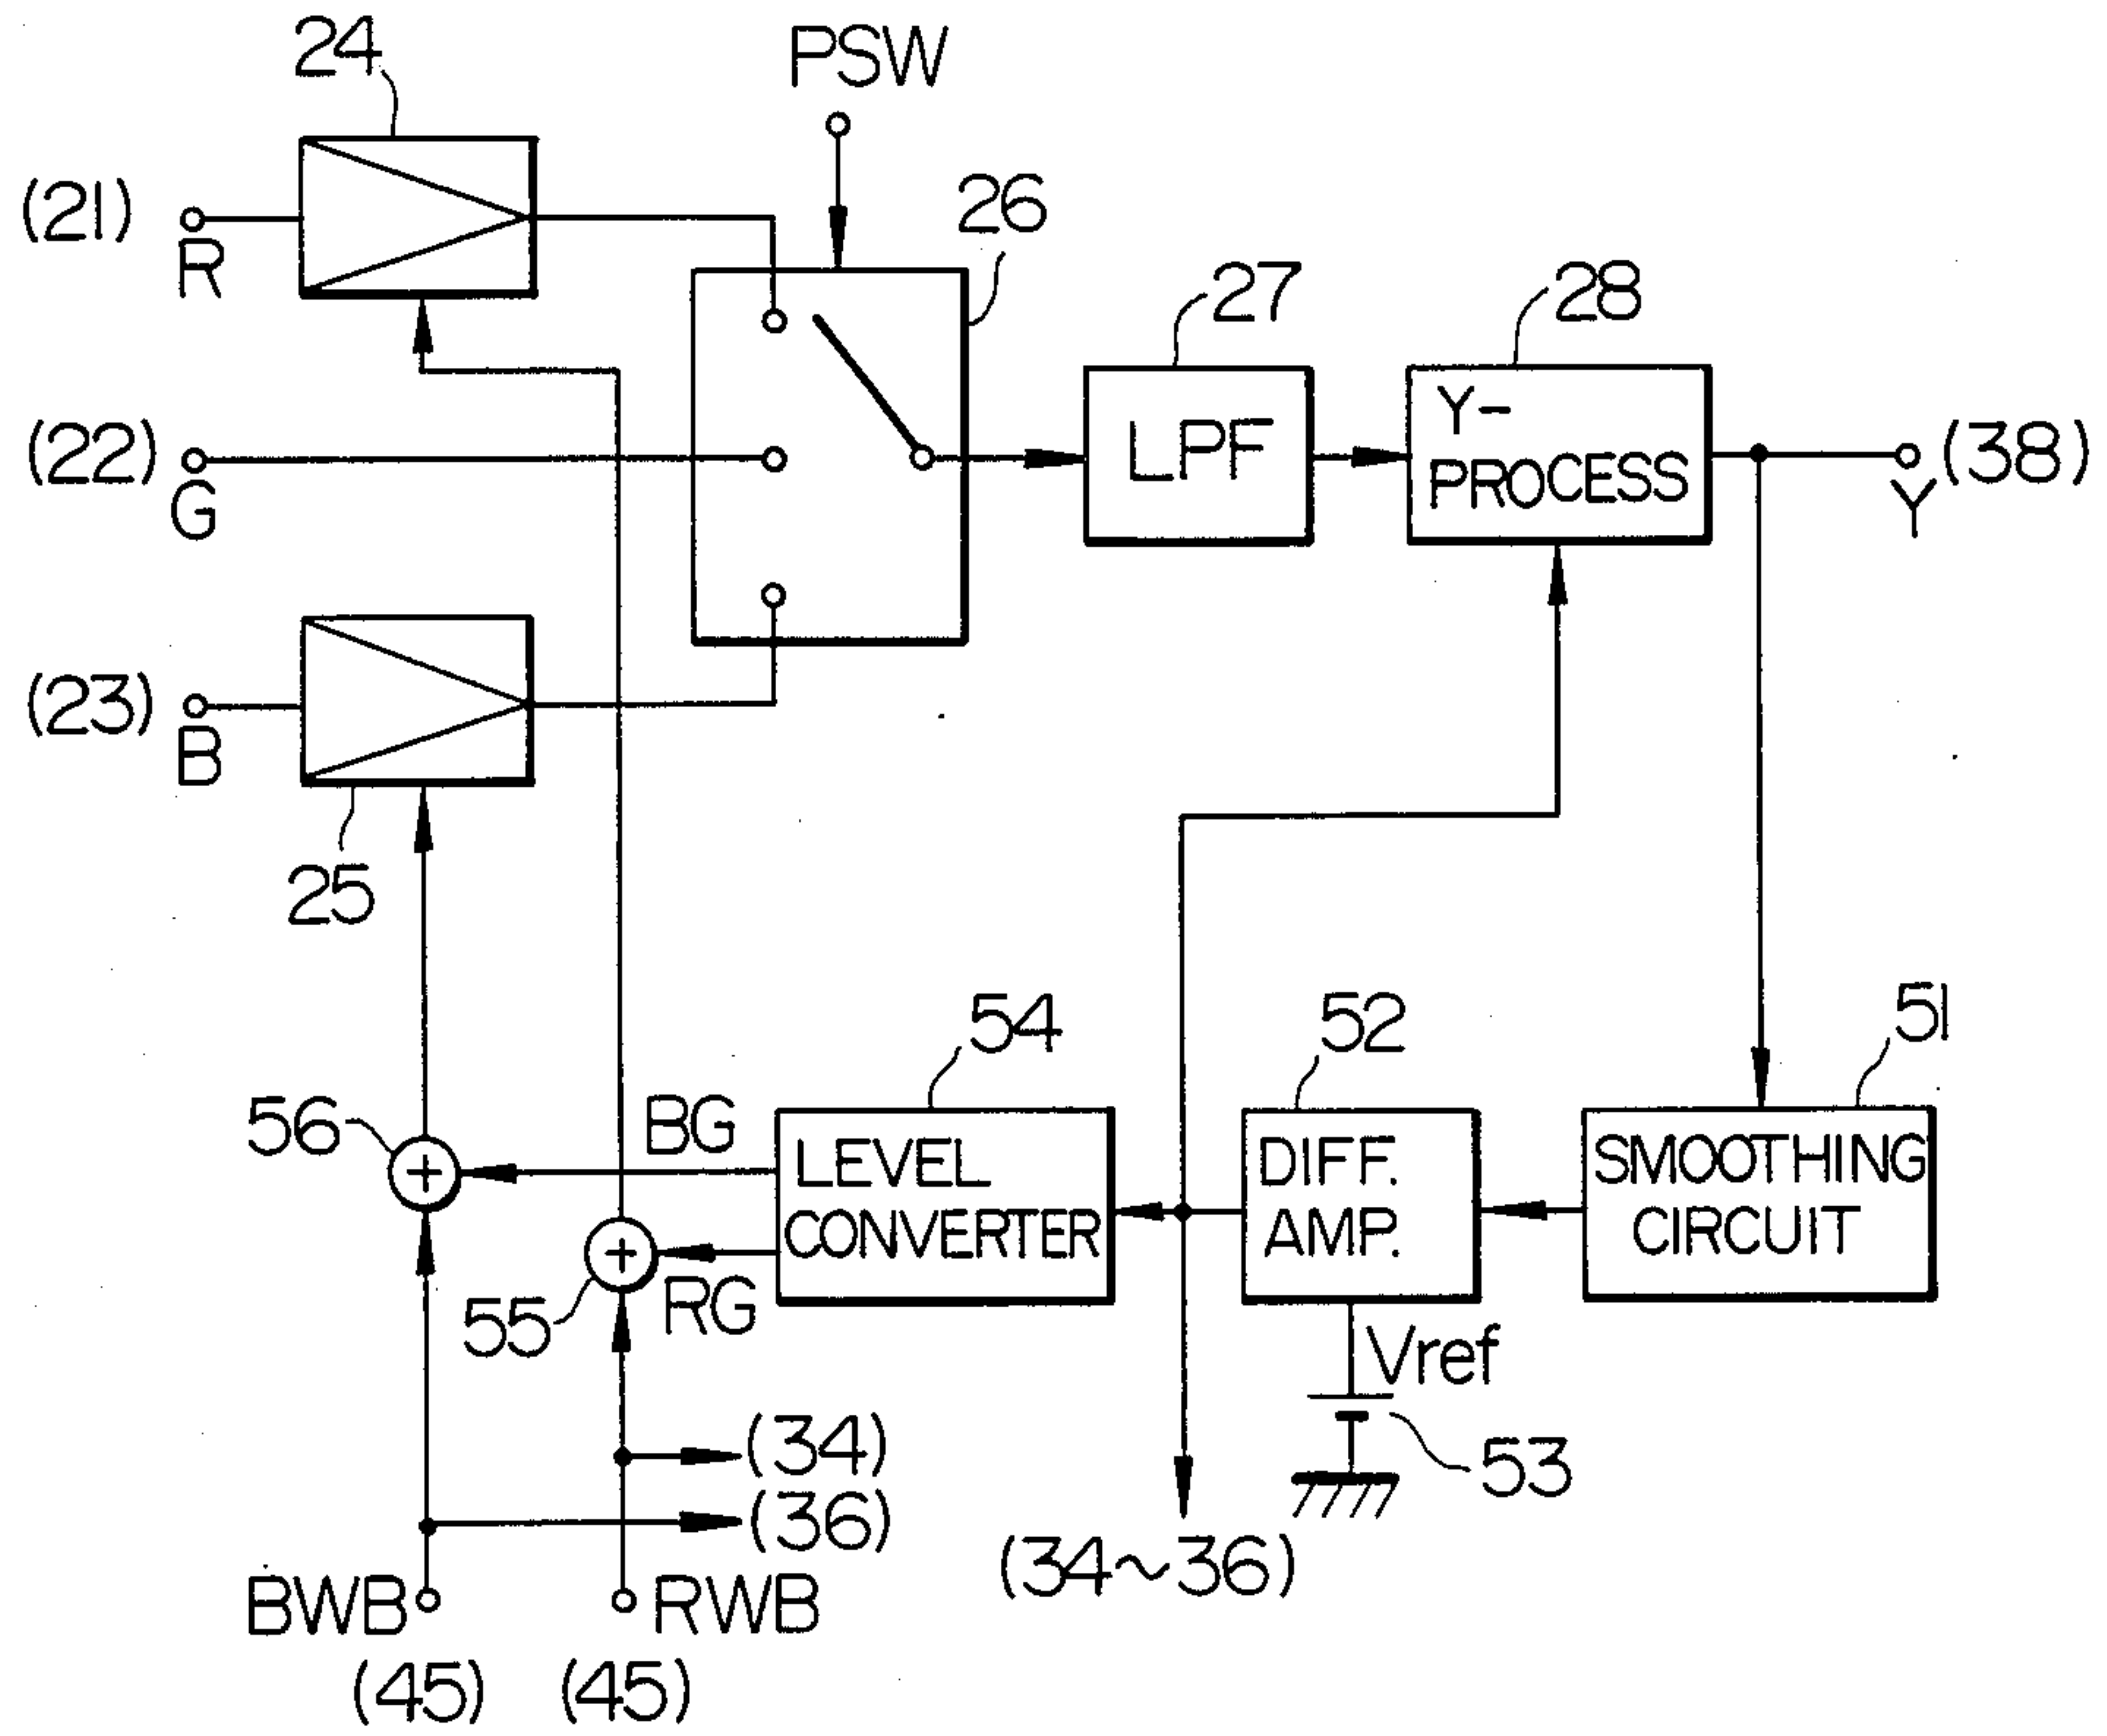 24
PSW
(21)
R
26
27
28
(22)
G
LPF
Y-
PROCESS
(38)
Y
(23)
B
25
54
52
51
56
BG
LEVEL
CONVERTER
DIFF.
AMP.
SMOOTHING
CIRCUIT
55
RG
Vref
53
(34)
(36)
(34~36)
BWB
RWB
(45)
(45)
+
+